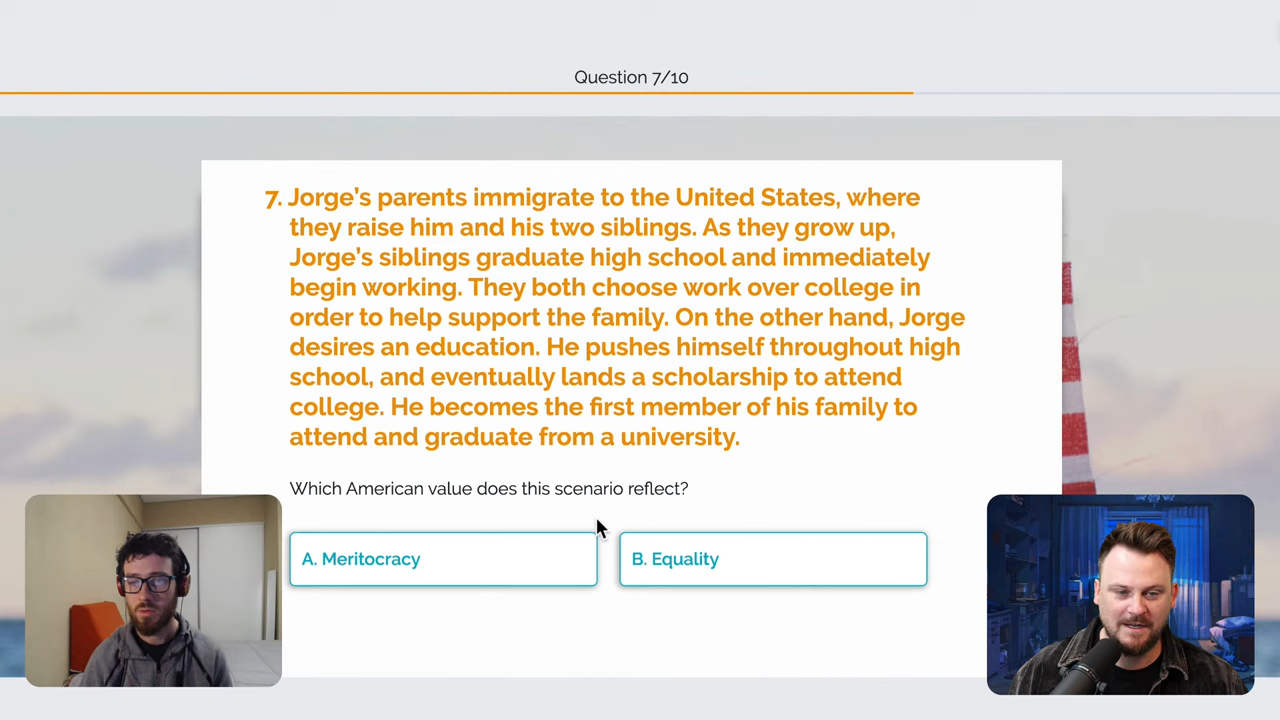 Question 7/10
7. Jorge's parents immigrate to the United States, where
they raise him and his two siblings. As they grow up,
Jorge's siblings graduate high school and immediately
begin working. They both choose work over college in
order to help support the family. On the other hand, Jorge
desires an education. He pushes himself throughout high
school, and eventually lands a scholarship to attend
college. He becomes the first member of his family to
attend and graduate from a university.
Which American value does this scenario reflect?
A. Meritocracy
B. Equality